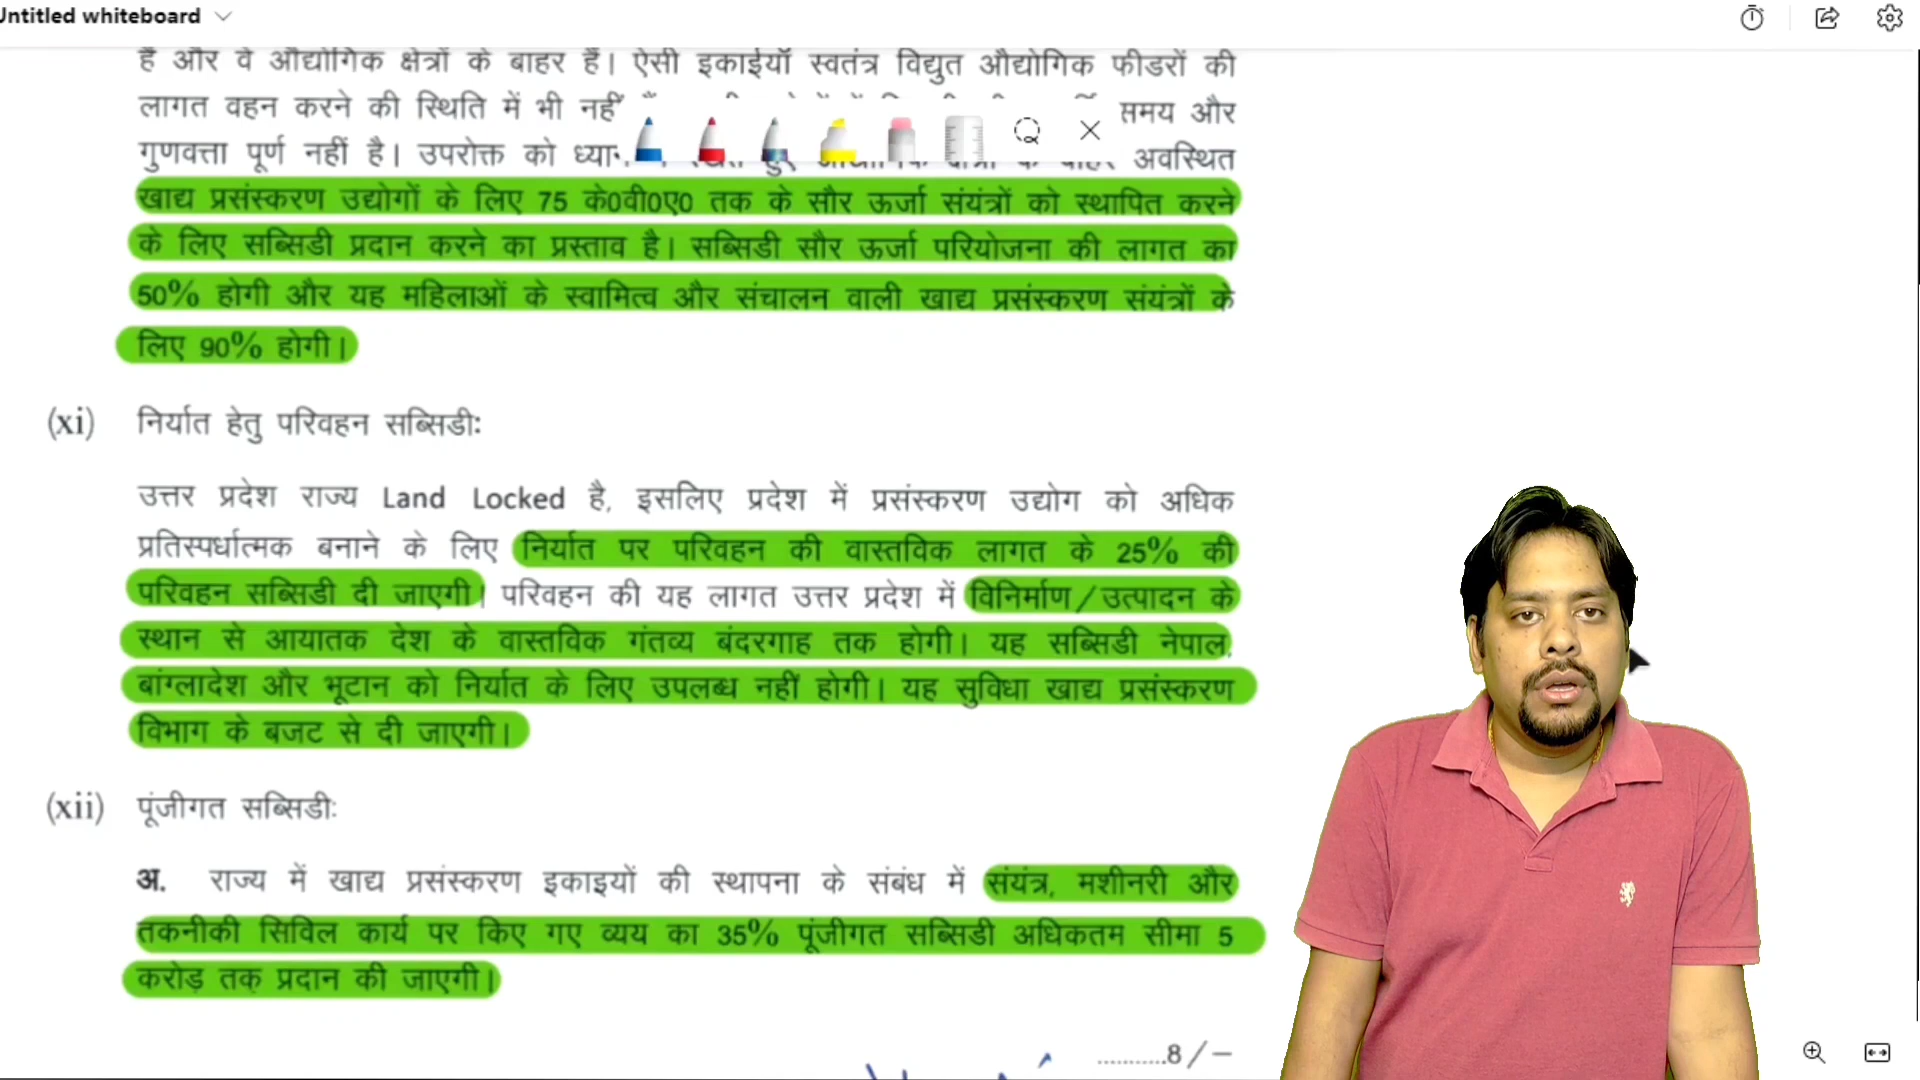 Untitled whiteboard
है और वे औद्योगिक क्षेत्रों के बाहर हैं। ऐसी इकाईयॉ स्वतंत्र विद्युत औद्योगिक फीडरों की
लागत वहन करने की स्थिति में भी नहीं समय और
गुणवत्ता पूर्ण नहीं है। उपरोक्त को अवस्थित
खाद्य प्रसंस्करण उद्योगों के लिए 75 के0वी0ए0 तक के सौर ऊर्जा संयंत्रों को स्थापित करने
के लिए सब्सिडी प्रदान करने का प्रस्ताव है। सब्सिडी सौर ऊर्जा परियोजना की लागत का
50% होगी और यह महिलाओं के स्वामित्व और संचालन वाली खाद्य प्रसंस्करण संयंत्रों के
लिए 90% होगी।
(xi) निर्यात हेतु परिवहन सब्सिडी:
उत्तर प्रदेश राज्य Land Locked है, इसलिए प्रदेश में प्रसंस्करण उद्योग को अधिक
प्रतिस्पर्धात्मक बनाने के लिए निर्यात पर परिवहन की वास्तविक लागत के 25% की
परिवहन सब्सिडी दी जाएगी। परिवहन की यह लागत उत्तर प्रदेश में विनिर्माण/उत्पादन के
स्थान से आयातक देश के वास्तविक गंतव्य बंदरगाह तक होगी। यह सब्सिडी नेपाल,
बांग्लादेश और भूटान को निर्यात के लिए उपलब्ध नहीं होगी। यह सुविधा खाद्य प्रसंस्करण
विभाग के बजट से दी जाएगी।
(xii) पूंजीगत सब्सिडी:
अ. राज्य में खाद्य प्रसंस्करण इकाइयों की स्थापना के संबंध में संयंत्र, मशीनरी और
तकनीकी सिविल कार्य पर किए गए व्यय का 35% पूंजीगत सब्सिडी अधिकतम सीमा 5
करोड़ तक प्रदान की जाएगी।
...........8/—